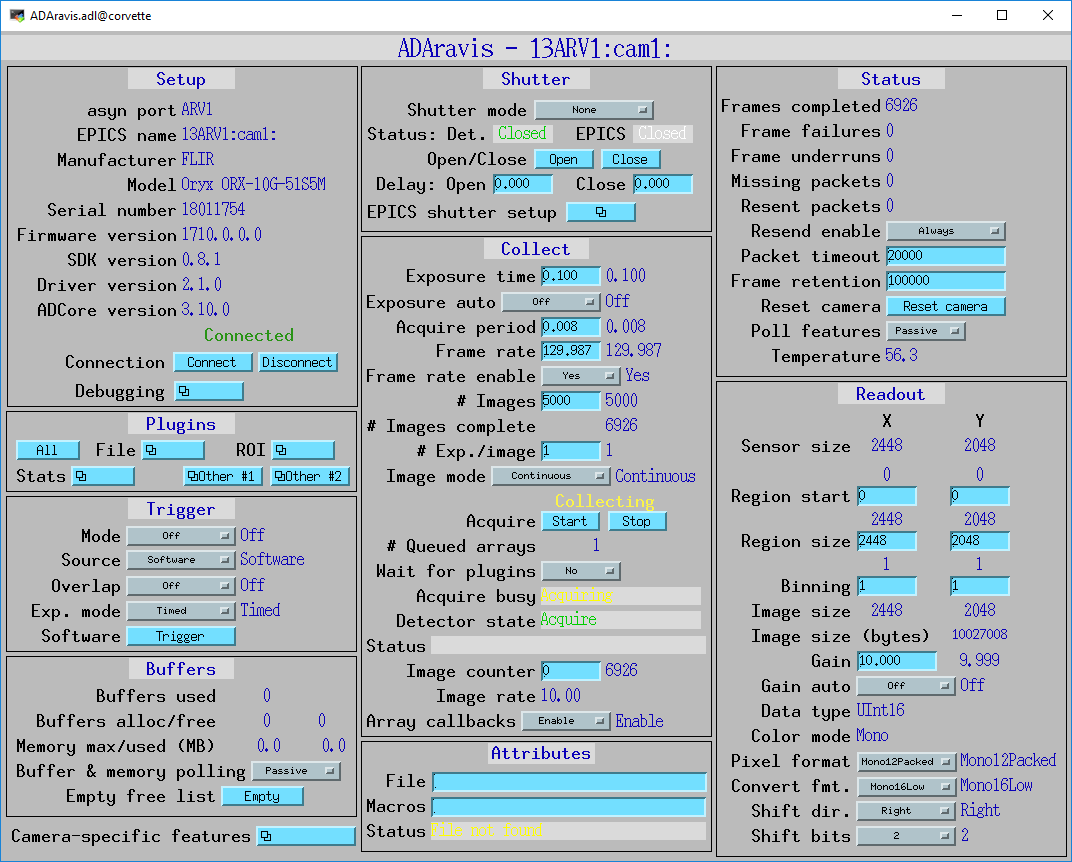 ADAravis.adl@corvette
ADAravis - 13ARV1:cam1:
Setup
asyn port ARV1
EPICS name 13ARV1:cam1:
Manufacturer FLIR
Model Oryx ORX-10G-51S5M
Serial number 18011754
Firmware version 1710.0.0.0
SDK version 0.8.1
Driver version 2.1.0
ADCore version 3.10.0
Connected
Connection Connect Disconnect
Debugging
Plugins
All File ROI
Stats Other #1 Other #2
Trigger
Mode Off Off
Source Software Software
Overlap Off Off
Exp. mode Timed Timed
Software Trigger
Buffers
Buffers used 0
Buffers alloc/free 0 0
Memory max/used (MB) 0.0 0.0
Buffer & memory polling Passive
Empty free list Empty
Camera-specific features
Shutter
Shutter mode None
Status: Det. Closed EPICS Closed
Open/Close Open Close
Delay: Open 0.000 Close 0.000
EPICS shutter setup
Collect
Exposure time 0.100 0.100
Exposure auto Off Off
Acquire period 0.008 0.008
Frame rate 129.987 129.987
Frame rate enable Yes Yes
# Images 5000 5000
# Images complete 6926
# Exp./image 1 1
Image mode Continuous Continuous
Collecting
Acquire Start Stop
# Queued arrays 1
Wait for plugins No
Acquire busy Acquiring
Detector state Acquire
Status
Image counter 0 6926
Image rate 10.00
Array callbacks Enable Enable
Attributes
File
Macros
Status File not found
Status
Frames completed 6926
Frame failures 0
Frame underruns 0
Missing packets 0
Resent packets 0
Resend enable Always
Packet timeout 20000
Frame retention 100000
Reset camera Reset camera
Poll features Passive
Temperature 56.3
Readout
X Y
Sensor size 2448 2048
0 0
Region start 0 0
2448 2048
Region size 2448 2048
1 1
Binning 1 1
Image size 2448 2048
Image size (bytes) 10027008
Gain 10.000 9.999
Gain auto Off Off
Data type UInt16
Color mode Mono
Pixel format Mono12Packed Mono12Packed
Convert fmt. Mono16Low Mono16Low
Shift dir. Right Right
Shift bits 2 2